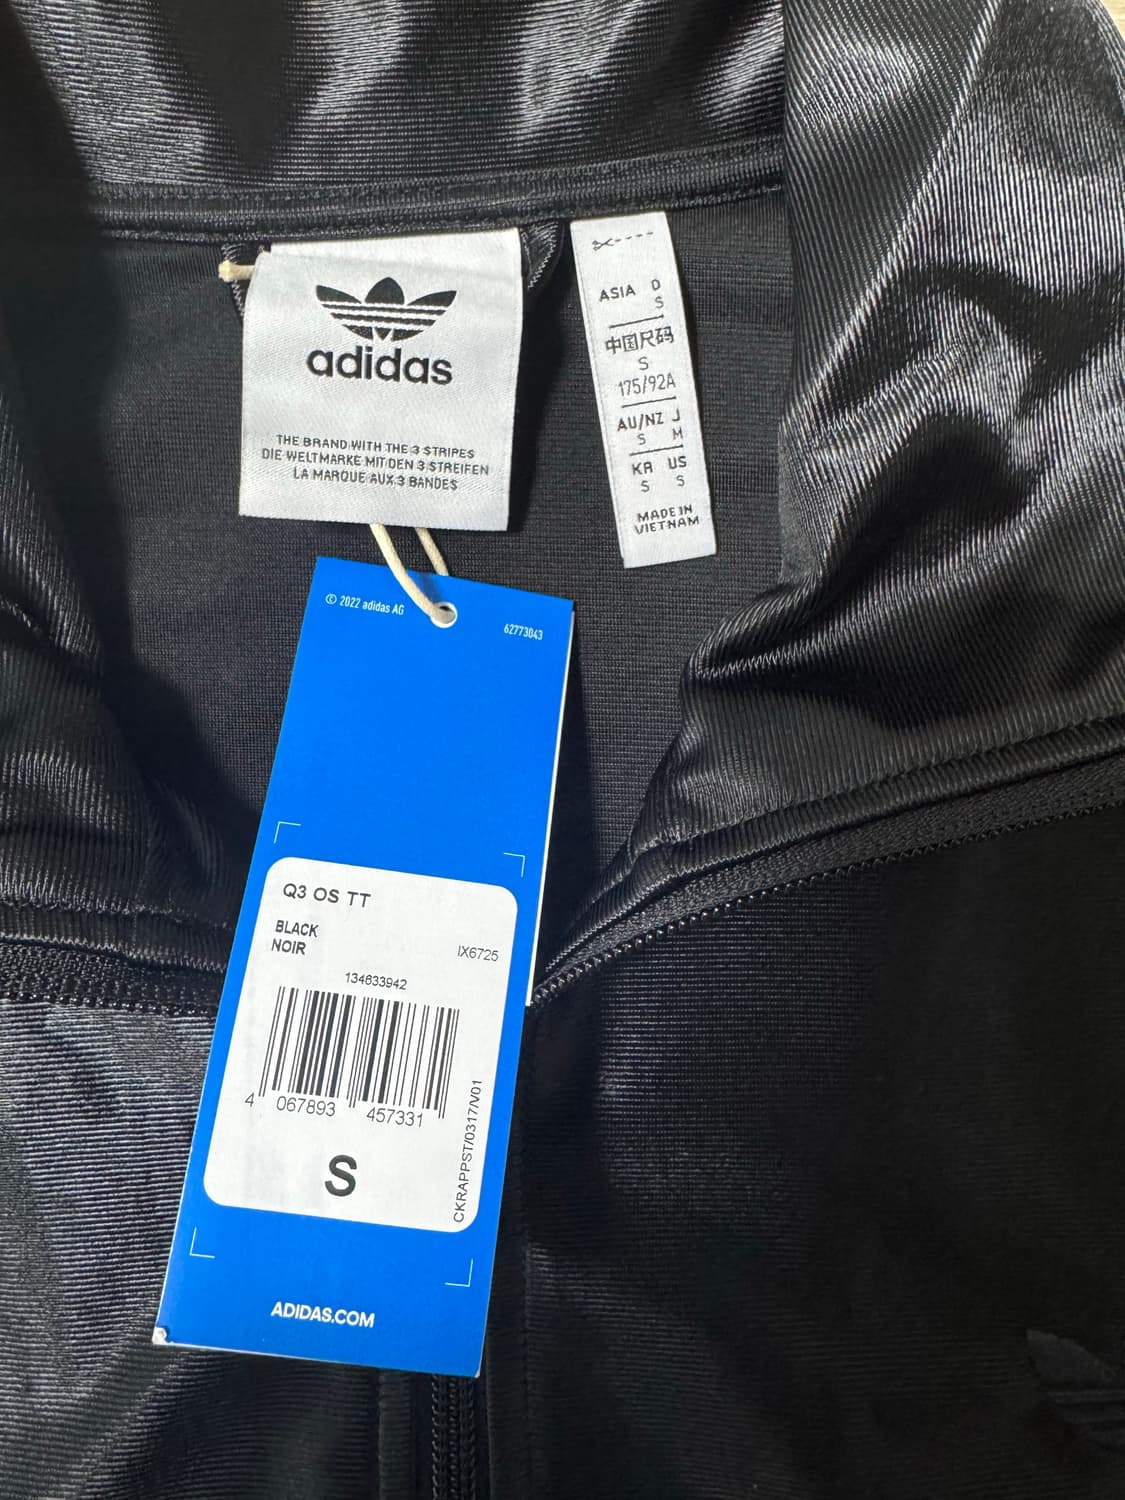 adidas
THE BRAND WITH THE 3 STRIPES
DIE WELTMARKE MIT DEN 3 STREIFEN
LA MARQUE AUX 3 BANDES
ASIA D
S
中国尺码
S
175/92A
AU/NZ J
S M
KR US
S S
MADE IN
VIETNAM
© 2022 adidas AG
62773043
Q3 OS TT
BLACK
NOIR
IX6725
134633942
4 067893 457331
CKRAPPST/0317/V01
S
ADIDAS.COM